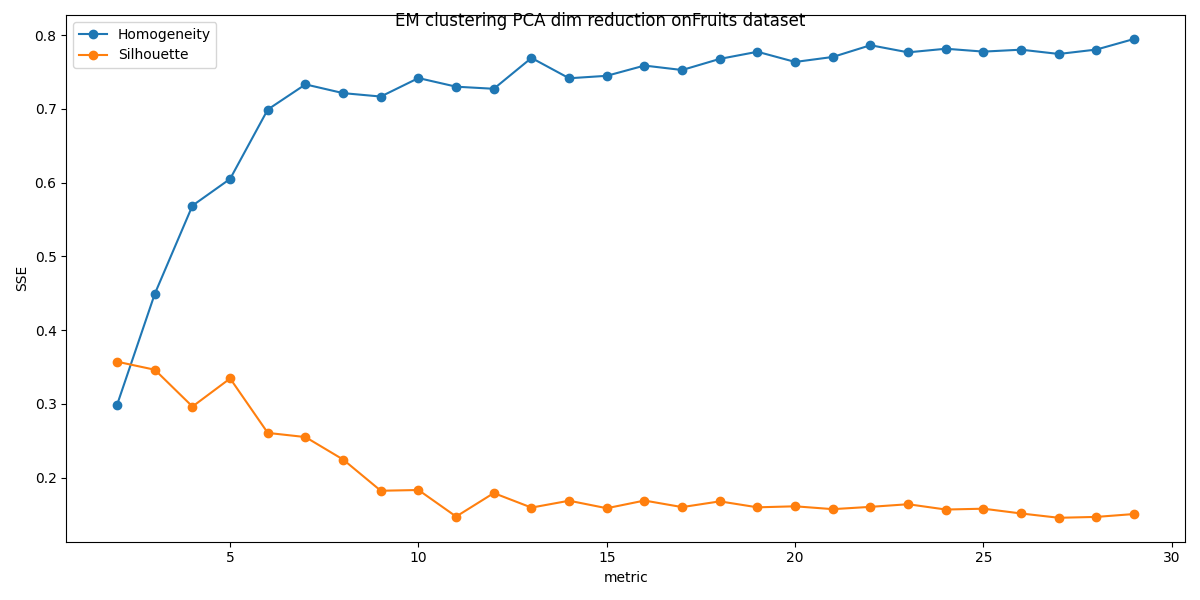 EM clustering PCA dim reduction onFruits dataset
Homogeneity
Silhouette
0.8
0.7
0.6
0.5
0.4
0.3
0.2
SSE
5
10
15
20
25
30
metric